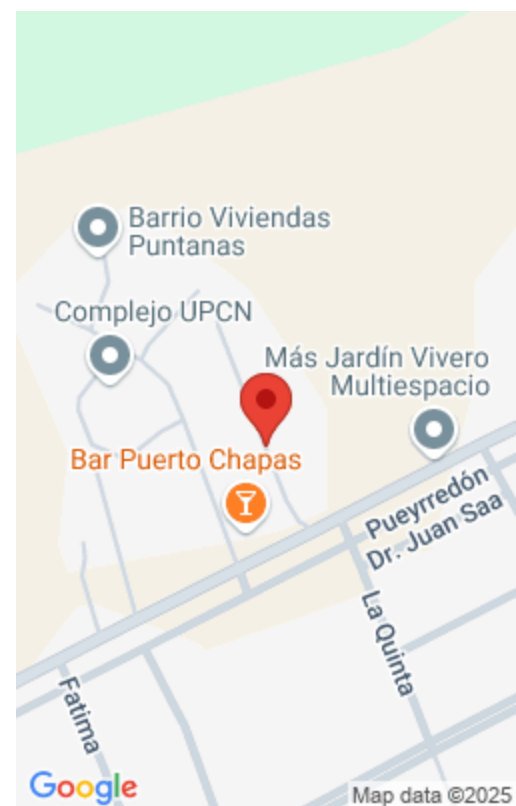 Barrio Viviendas
Puntanas
Complejo UPCN
Más Jardín Vivero
Multiespacio
Bar Puerto Chapas
Pueyrredón
Dr. Juan Saa
La Quinta
Fatima
Google
Map data ©2025